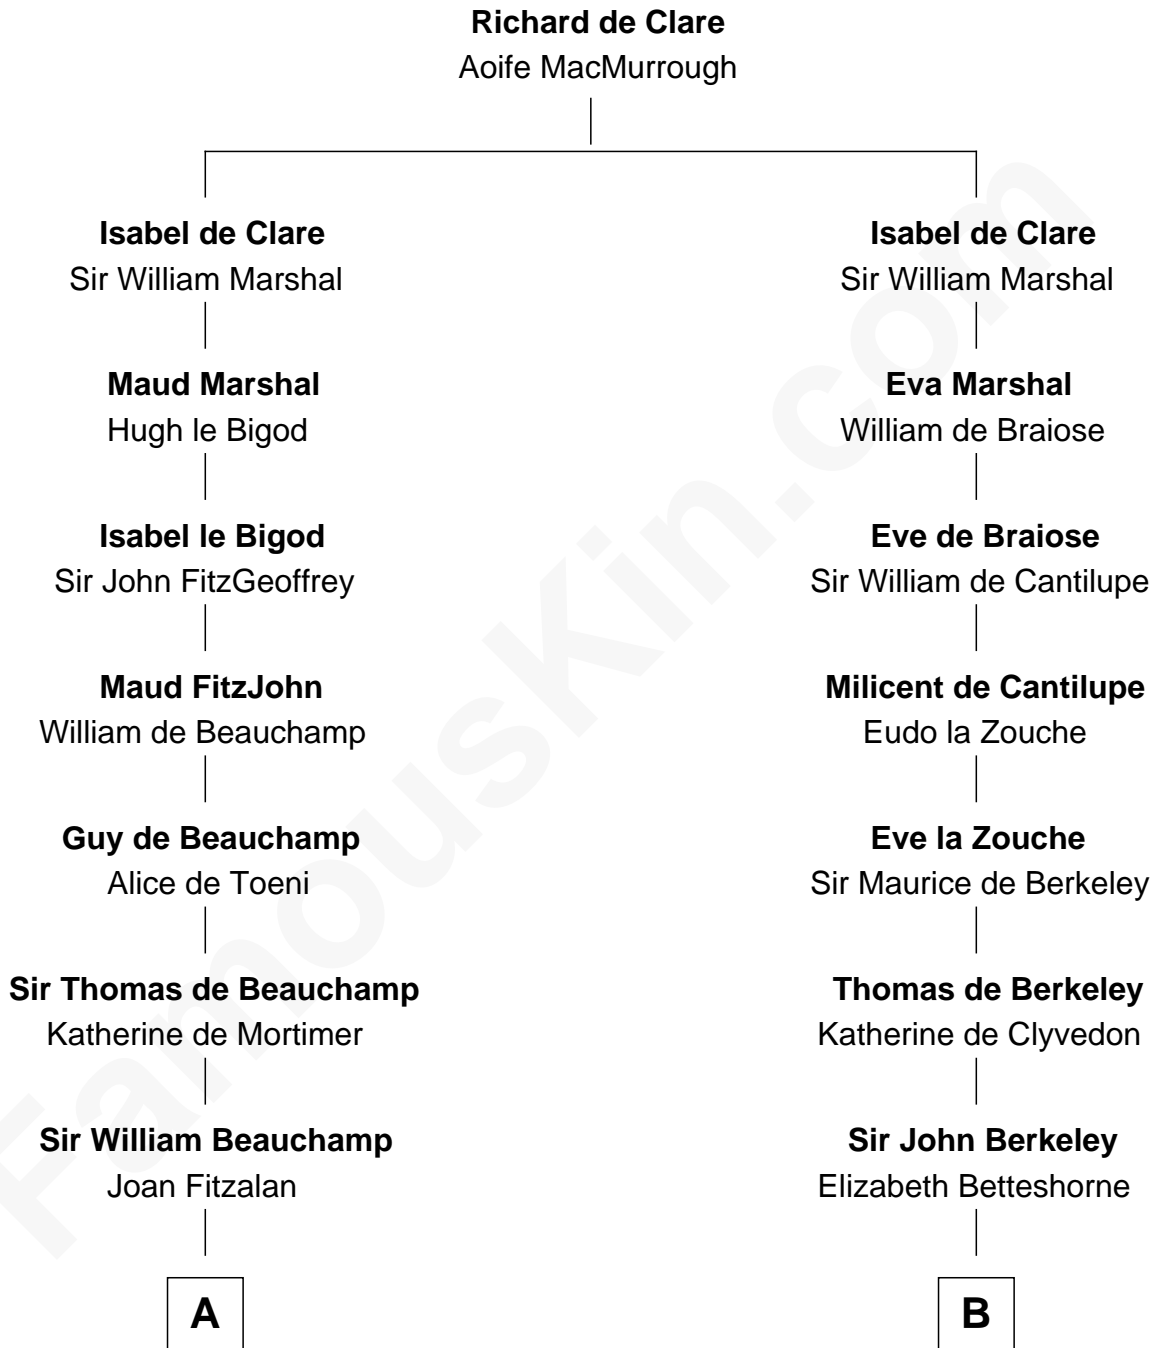 Richard de Clare
Aoife MacMurrough
Isabel de Clare
Sir William Marshal
Maud Marshal
Hugh le Bigod
Isabel le Bigod
Sir John FitzGeoffrey
Maud FitzJohn
William de Beauchamp
Guy de Beauchamp
Alice de Toeni
Sir Thomas de Beauchamp
Katherine de Mortimer
Sir William Beauchamp
Joan Fitzalan
A
Isabel de Clare
Sir William Marshal
Eva Marshal
William de Braiose
Eve de Braiose
Sir William de Cantilupe
Milicent de Cantilupe
Eudo la Zouche
Eve la Zouche
Sir Maurice de Berkeley
Thomas de Berkeley
Katherine de Clyvedon
Sir John Berkeley
Elizabeth Betteshorne
B
FamousKin.com